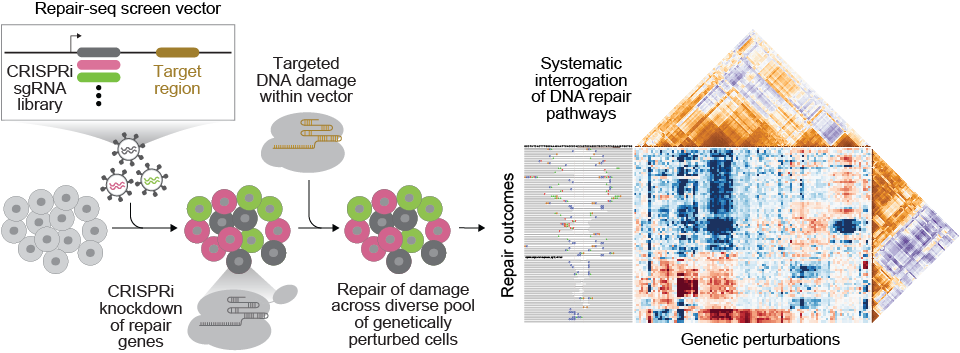 Repair-seq screen vector
CRISPRi
sgRNA
library
Target
region
Targeted
DNA damage
within vector
CRISPRi
knockdown
of repair
genes
Repair of damage
across diverse pool
of genetically
perturbed cells
Systematic
interrogation
of DNA repair
pathways
Repair outcomes
Genetic perturbations